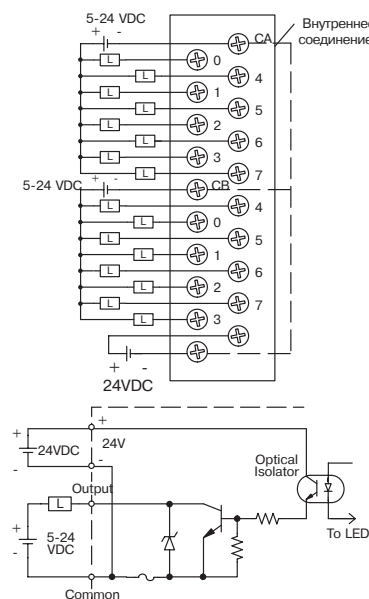 5-24 VDC
+ -
CA
Внутреннее
соединение
L
0
L
4
L
1
L
5
L
2
L
6
L
3
L
7
5-24 VDC
+ -
CB
L
4
L
0
L
5
L
1
L
6
L
2
L
7
L
3
+ -
24VDC
+
+
24VDC
24V
-
-
Optical
Isolator
Output
L
+
5-24
VDC
-
To LED
Common